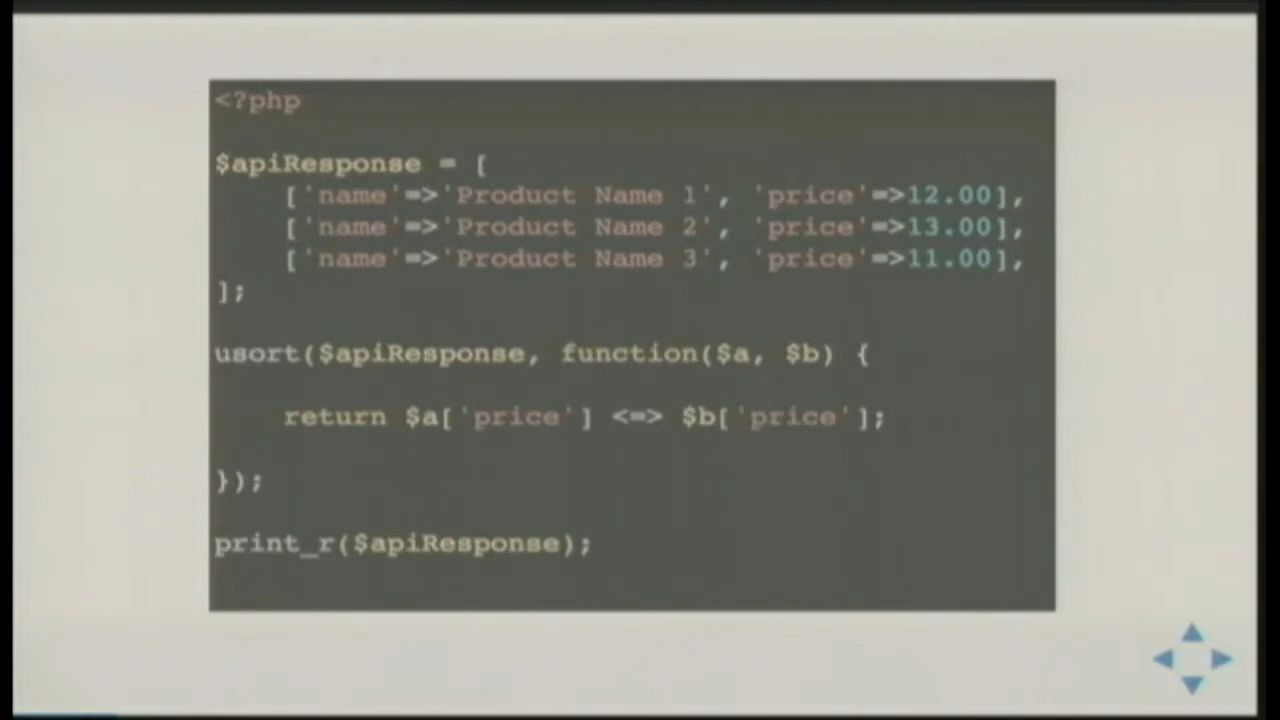 <?php
$apiResponse = [
    ['name'=>'Product Name 1', 'price'=>12.00],
    ['name'=>'Product Name 2', 'price'=>13.00],
    ['name'=>'Product Name 3', 'price'=>11.00],
];
usort($apiResponse, function($a, $b) {
    return $a['price'] <=> $b['price'];
});
print_r($apiResponse);